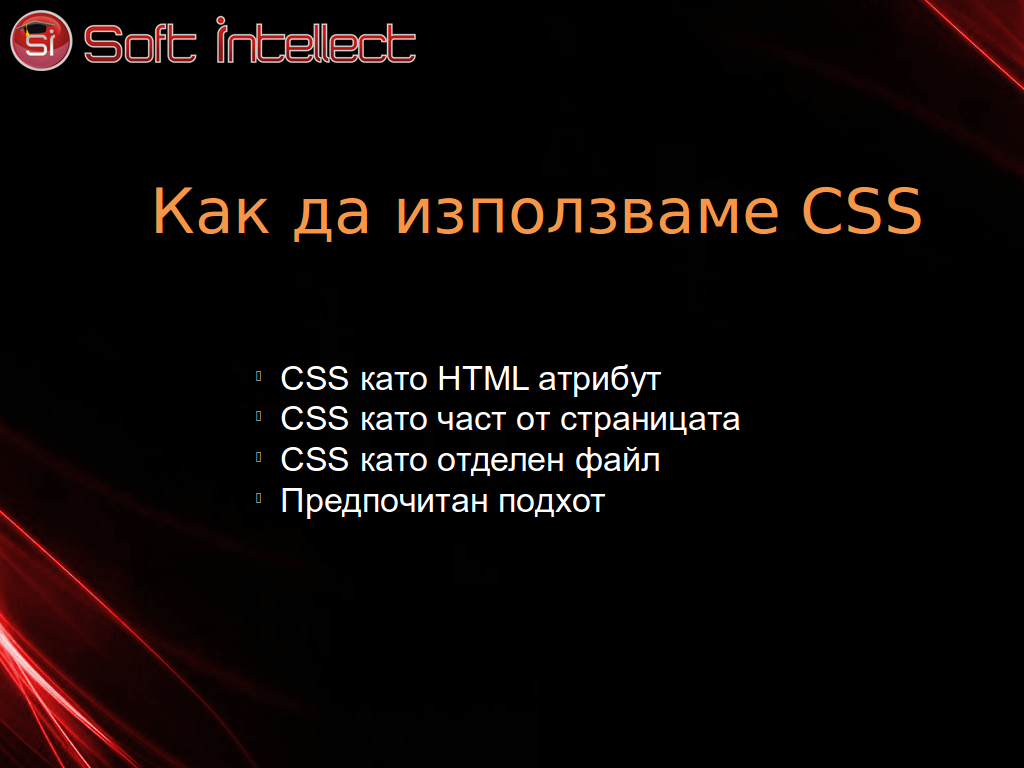 Si Soft Intellect
Как да използваме CSS
CSS като HTML атрибут
CSS като част от страницата
CSS като отделен файл
Предпочитан подхот